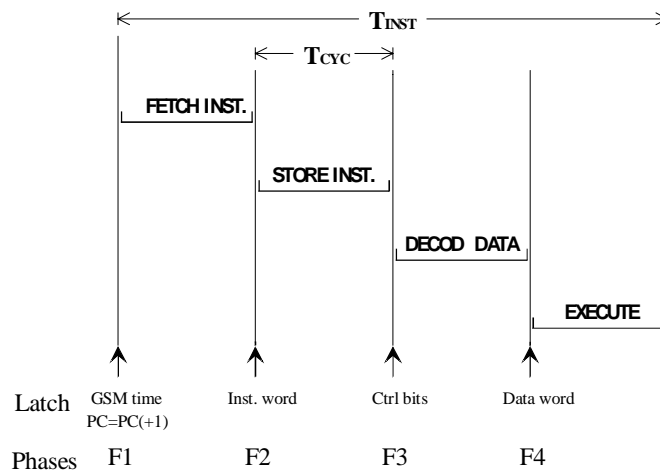 TINST
TCYC
FETCH INST.
STORE INST.
DECOD DATA
EXECUTE
Latch GSM time Inst. word Ctrl bits Data word
PC=PC(+1)
Phases F1 F2 F3 F4